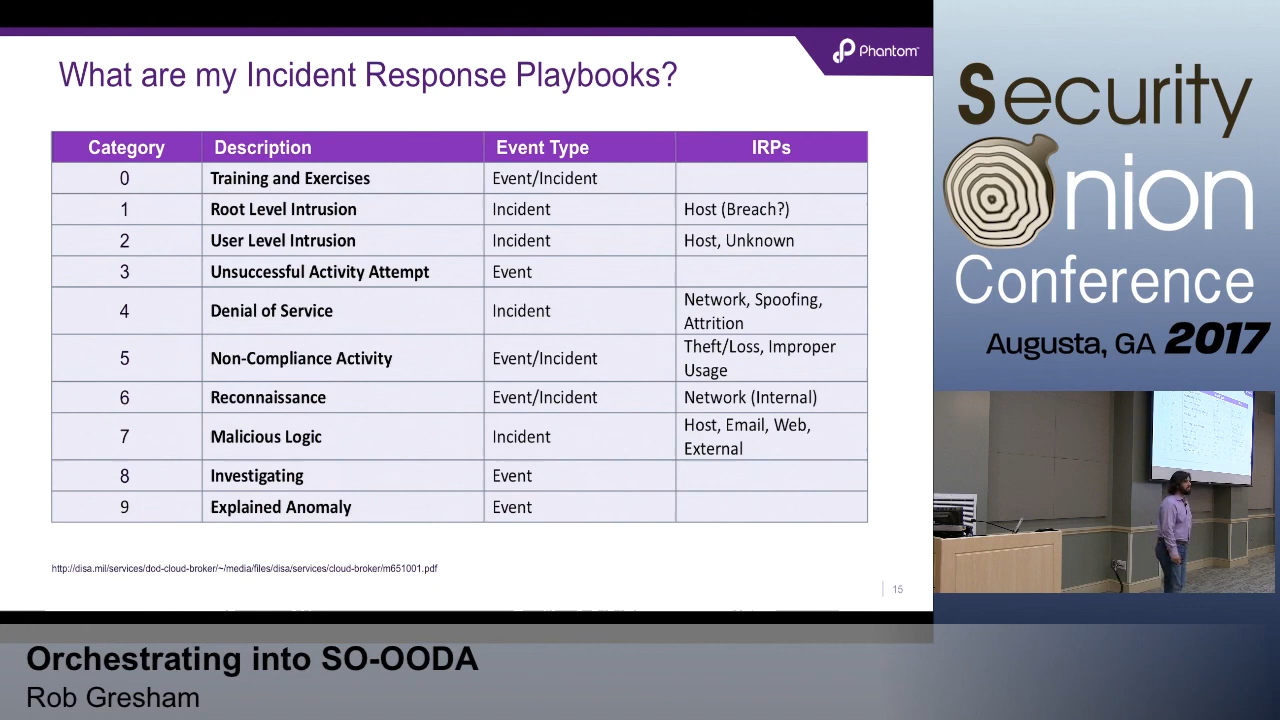 Phantom
What are my Incident Response Playbooks?
Category Description Event Type IRPs
0 Training and Exercises Event/Incident
1 Root Level Intrusion Incident Host (Breach?)
2 User Level Intrusion Incident Host, Unknown
3 Unsuccessful Activity Attempt Event
4 Denial of Service Incident Network, Spoofing,
Attrition
5 Non-Compliance Activity Event/Incident Theft/Loss, Improper
Usage
6 Reconnaissance Event/Incident Network (Internal)
7 Malicious Logic Incident Host, Email, Web,
External
8 Investigating Event
9 Explained Anomaly Event
http://disa.mil/services/dod-cloud-broker/~/media/files/disa/services/cloud-broker/m651001.pdf
15
Security
Onion
Conference
Augusta, GA 2017
Orchestrating into SO-OODA
Rob Gresham